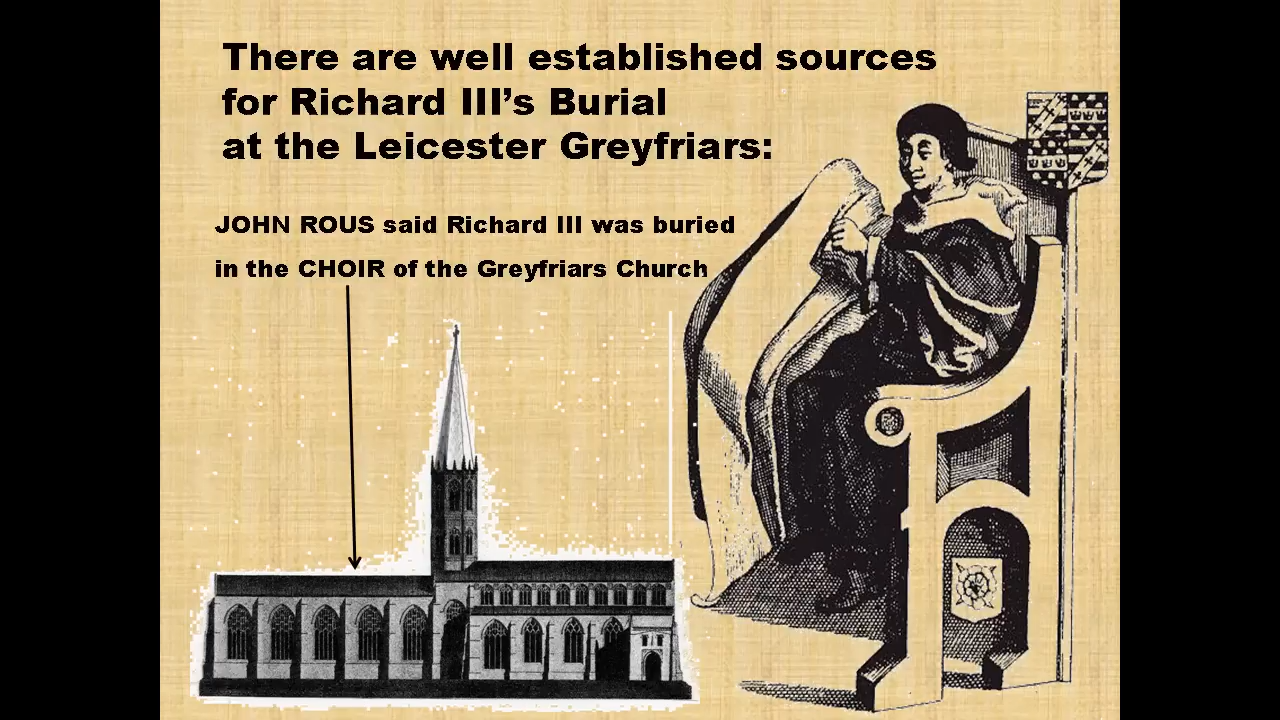 There are well established sources
for Richard III’s Burial
at the Leicester Greyfriars:
JOHN ROUS said Richard III was buried
in the CHOIR of the Greyfriars Church